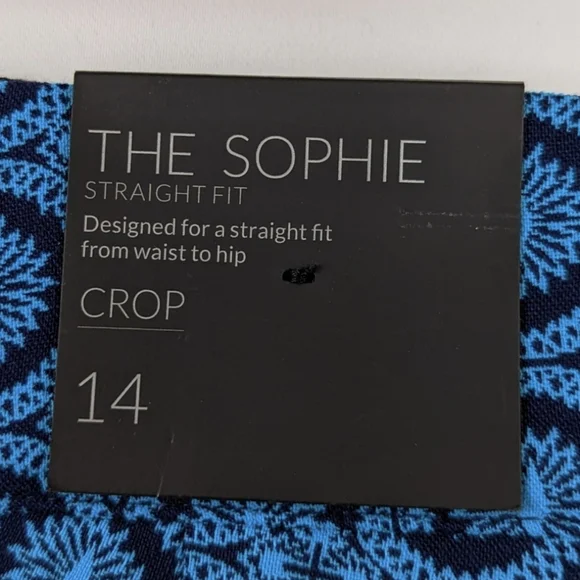 THE SOPHIE
STRAIGHT FIT
Designed for a straight fit
from waist to hip
CROP
14